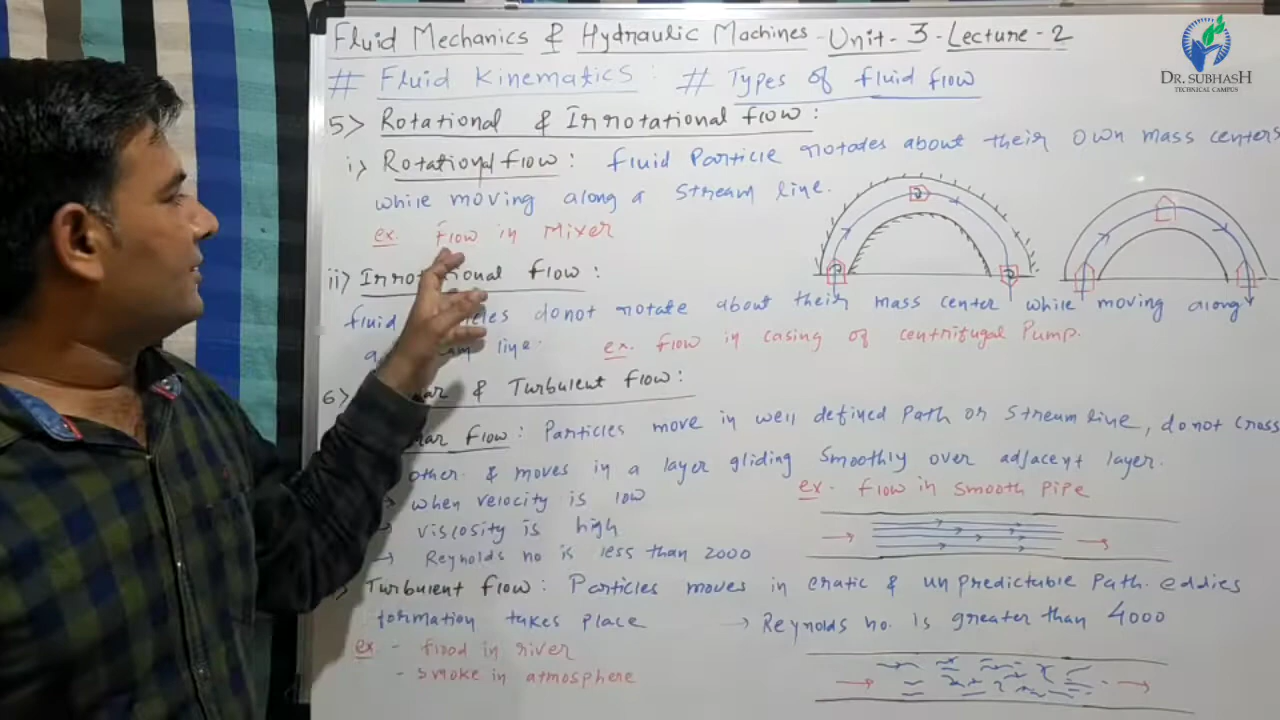 Fluid Mechanics & Hydraulic Machines - Unit - 3 - Lecture - 2
DR. SUBHASH
TECHNICAL CAMPUS
# Fluid Kinematics : # Types of fluid flow
5> Rotational & Irrotational flow :
i) Rotational flow : fluid Particle rotates about their own mass centers
while moving along a stream line.
ex. flow in Mixer
ii) Irrotational flow :
fluid donot rotate about their mass center while moving along
line. ex. flow in casing of centrifugal Pump.
6> & Turbulent flow :
flow : Particles move in well defined Path or Stream line, do not cross
other & moves in a layer gliding Smoothly over adjacent layer.
→ when velocity is low ex - flow in smooth pipe
→ viscosity is high
→ Reynolds no is less than 2000
Turbulent flow : Particles moves in eratic & unpredictable Path. eddies
formation takes place → Reynolds no. is greater than 4000
ex - flood in river
- smoke in atmosphere